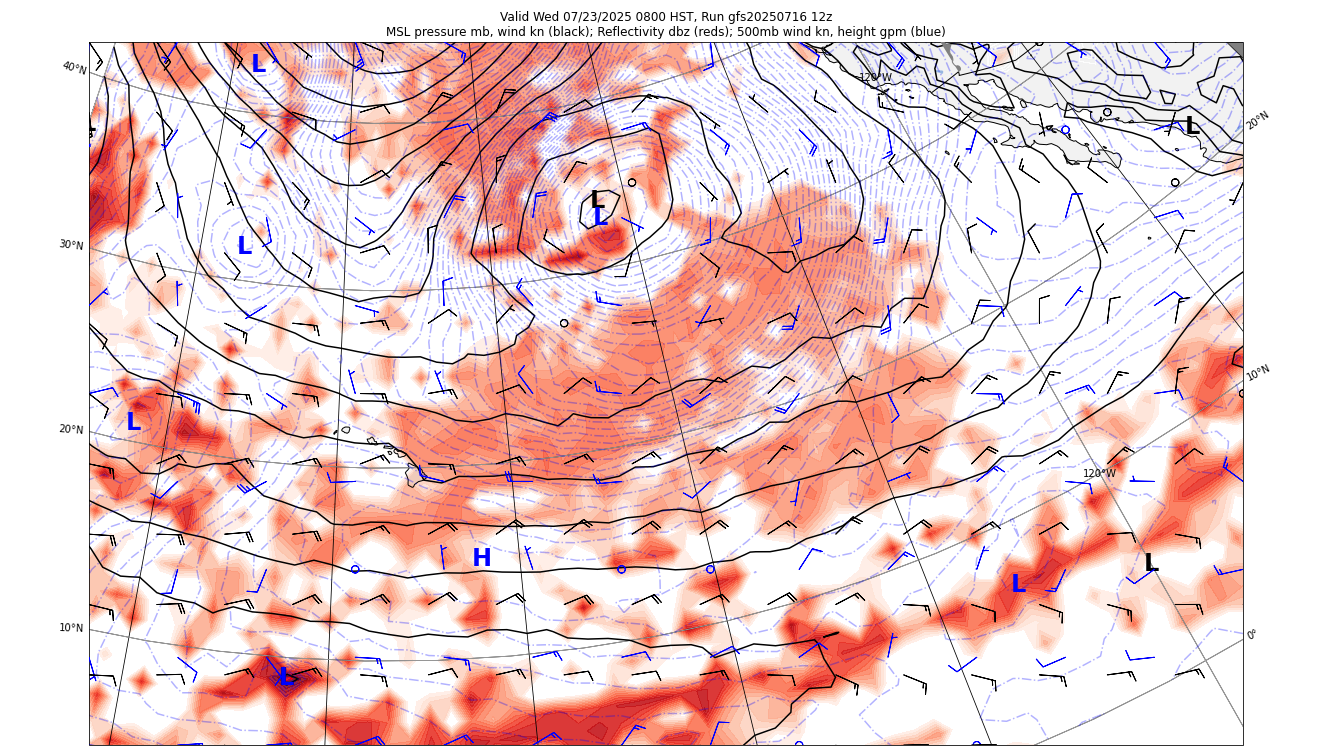 Valid Wed 07/23/2025 0800 HST, Run gfs20250716 12z
MSL pressure mb, wind kn (black); Reflectivity dbz (reds); 500mb wind kn, height gpm (blue)
L
40°N
120°W
L
20°N
L
L
30°N
L
10°N
L
20°N
120°W
H
L
L
10°N
0°
L